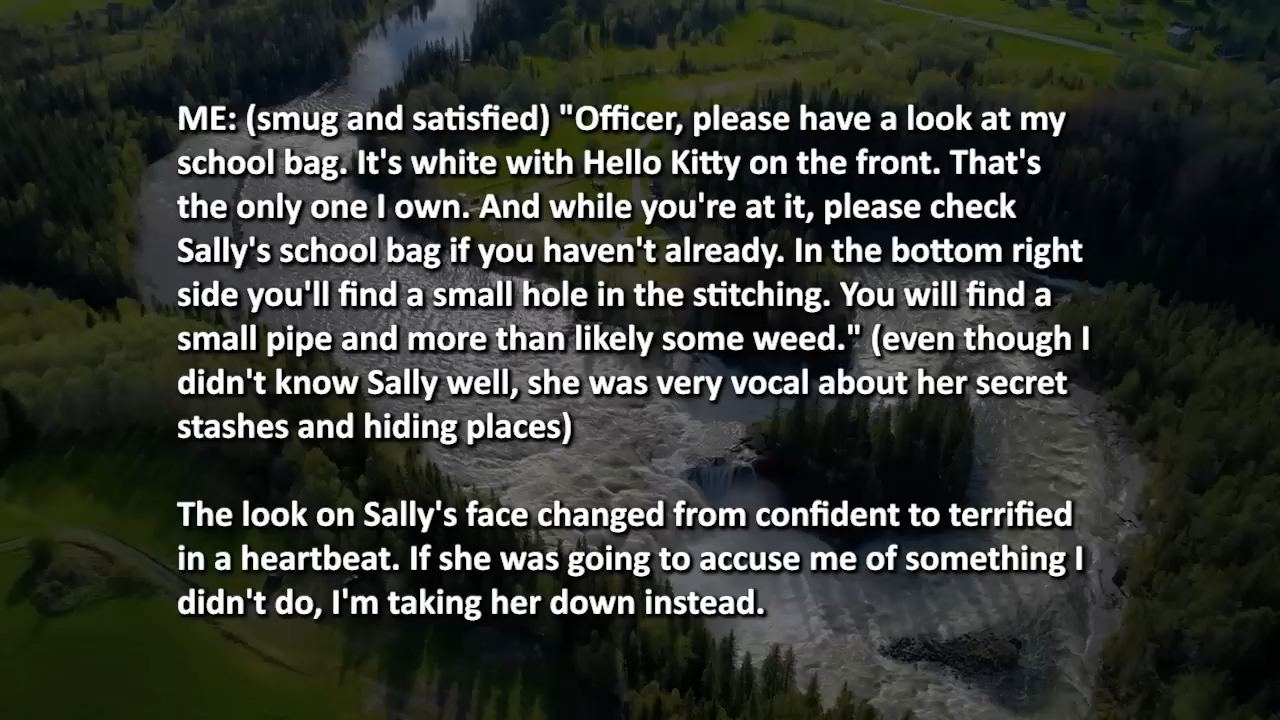 ME: (smug and satisfied) "Officer, please have a look at my
school bag. It's white with Hello Kitty on the front. That's
the only one I own. And while you're at it, please check
Sally's school bag if you haven't already. In the bottom right
side you'll find a small hole in the stitching. You will find a
small pipe and more than likely some weed." (even though I
didn't know Sally well, she was very vocal about her secret
stashes and hiding places)
The look on Sally's face changed from confident to terrified
in a heartbeat. If she was going to accuse me of something I
didn't do, I'm taking her down instead.